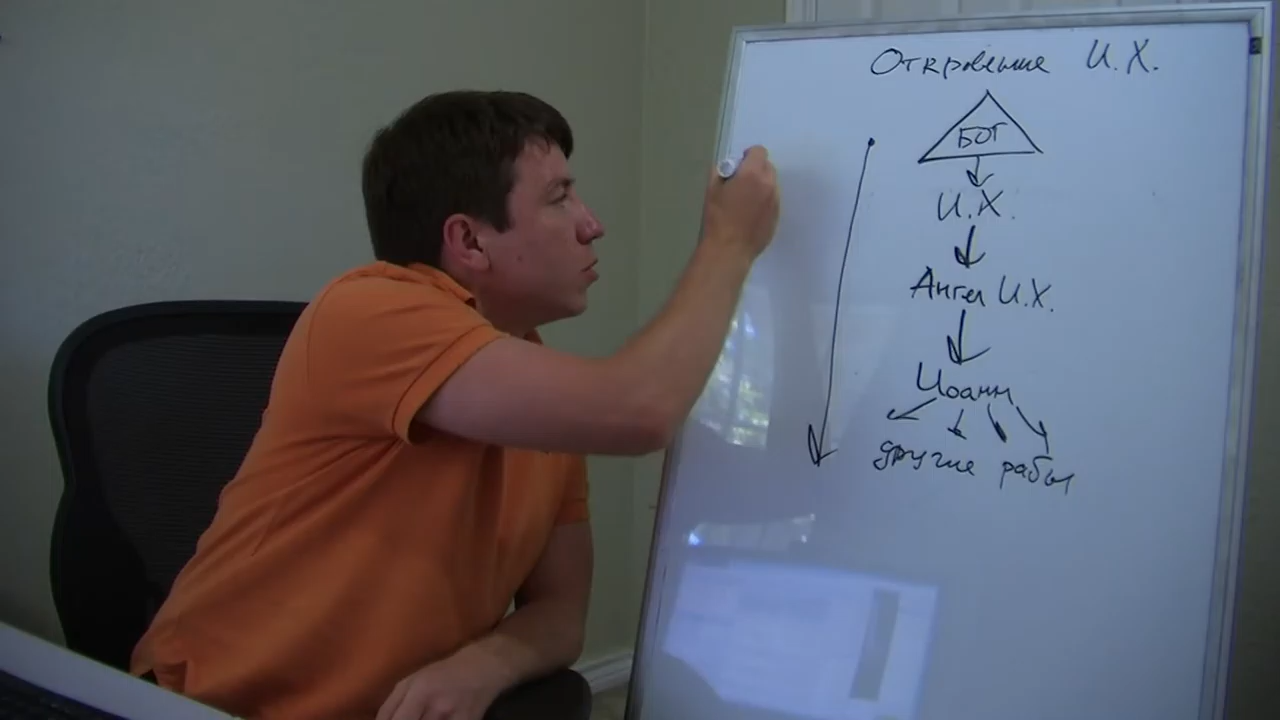 Откровение И.Х.
БОГ
И.Х.
Ангел И.Х.
Иоанн
другие рабы